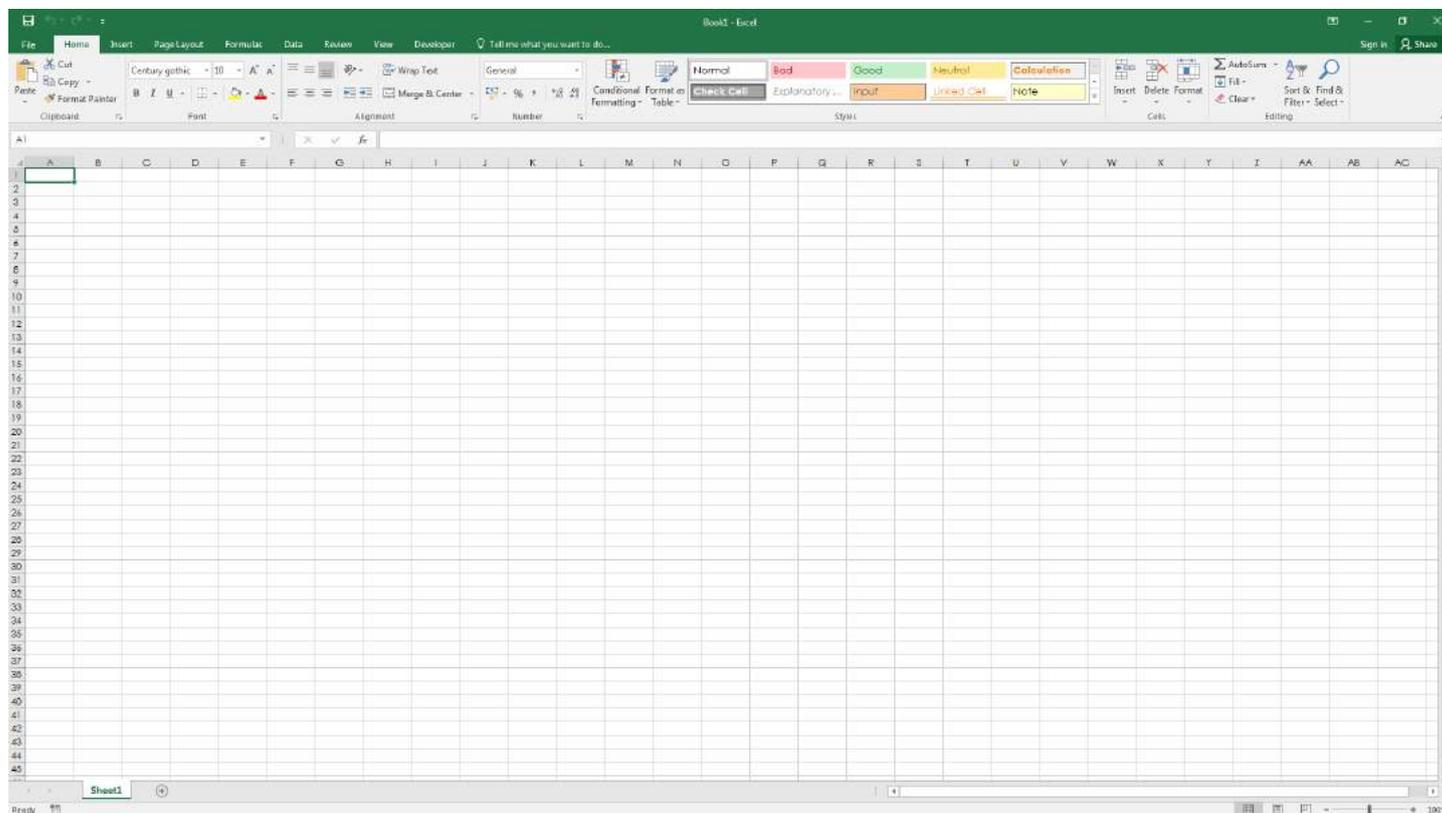 Book1 - Excel
File Home Insert Page Layout Formulas Data Review View Developer Tell me what you want to do... Sign in Share
Paste
Cut
Copy
Format Painter
Clipboard
Century gothic 10
B I U
Font
Wrap Text
Merge & Center
Alignment
General
%
Number
Conditional Formatting
Format as Table
Normal Bad Good Neutral Calculation
Check Cell Explanatory ... Input Linked Cell Note
Styles
Insert Delete Format
Cells
AutoSum
Fill
Clear
Sort & Filter
Find & Select
Editing
A1 fx
A B C D E F G H I J K L M N O P Q R S T U V W X Y Z AA AB AC
1
2
3
4
5
6
7
8
9
10
11
12
13
14
15
16
17
18
19
20
21
22
23
24
25
26
27
28
29
30
31
32
33
34
35
36
37
38
39
40
41
42
43
44
45
Sheet1
Ready